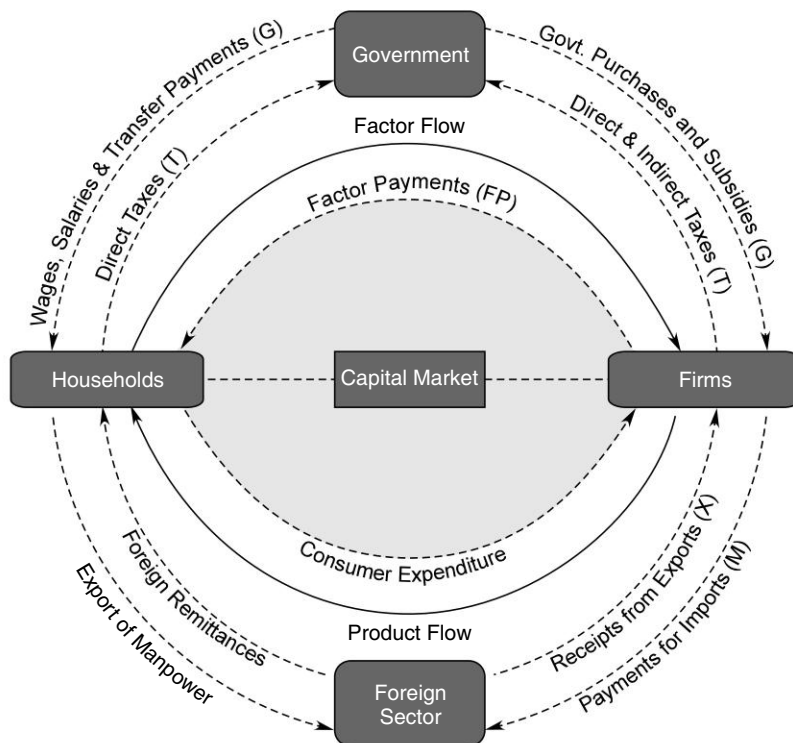 Government
Wages, Salaries & Transfer Payments (G)
Direct Taxes (T)
Govt. Purchases and Subsidies (G)
Direct & Indirect Taxes (T)
Factor Flow
Factor Payments (FP)
Households
Capital Market
Firms
Consumer Expenditure
Product Flow
Foreign Remittances
Export of Manpower
Receipts from Exports (X)
Payments for Imports (M)
Foreign
Sector